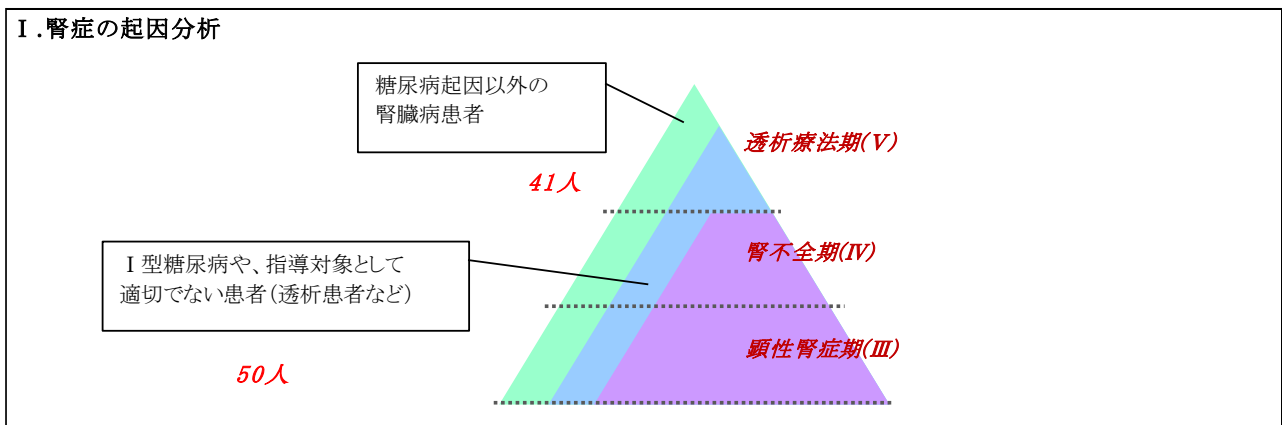 Ⅰ.腎症の起因分析
糖尿病起因以外の
腎臓病患者
透析療法期(Ⅴ)
41人
腎不全期(Ⅳ)
Ⅰ型糖尿病や、指導対象として
適切でない患者(透析患者など)
顕性腎症期(Ⅲ)
50人